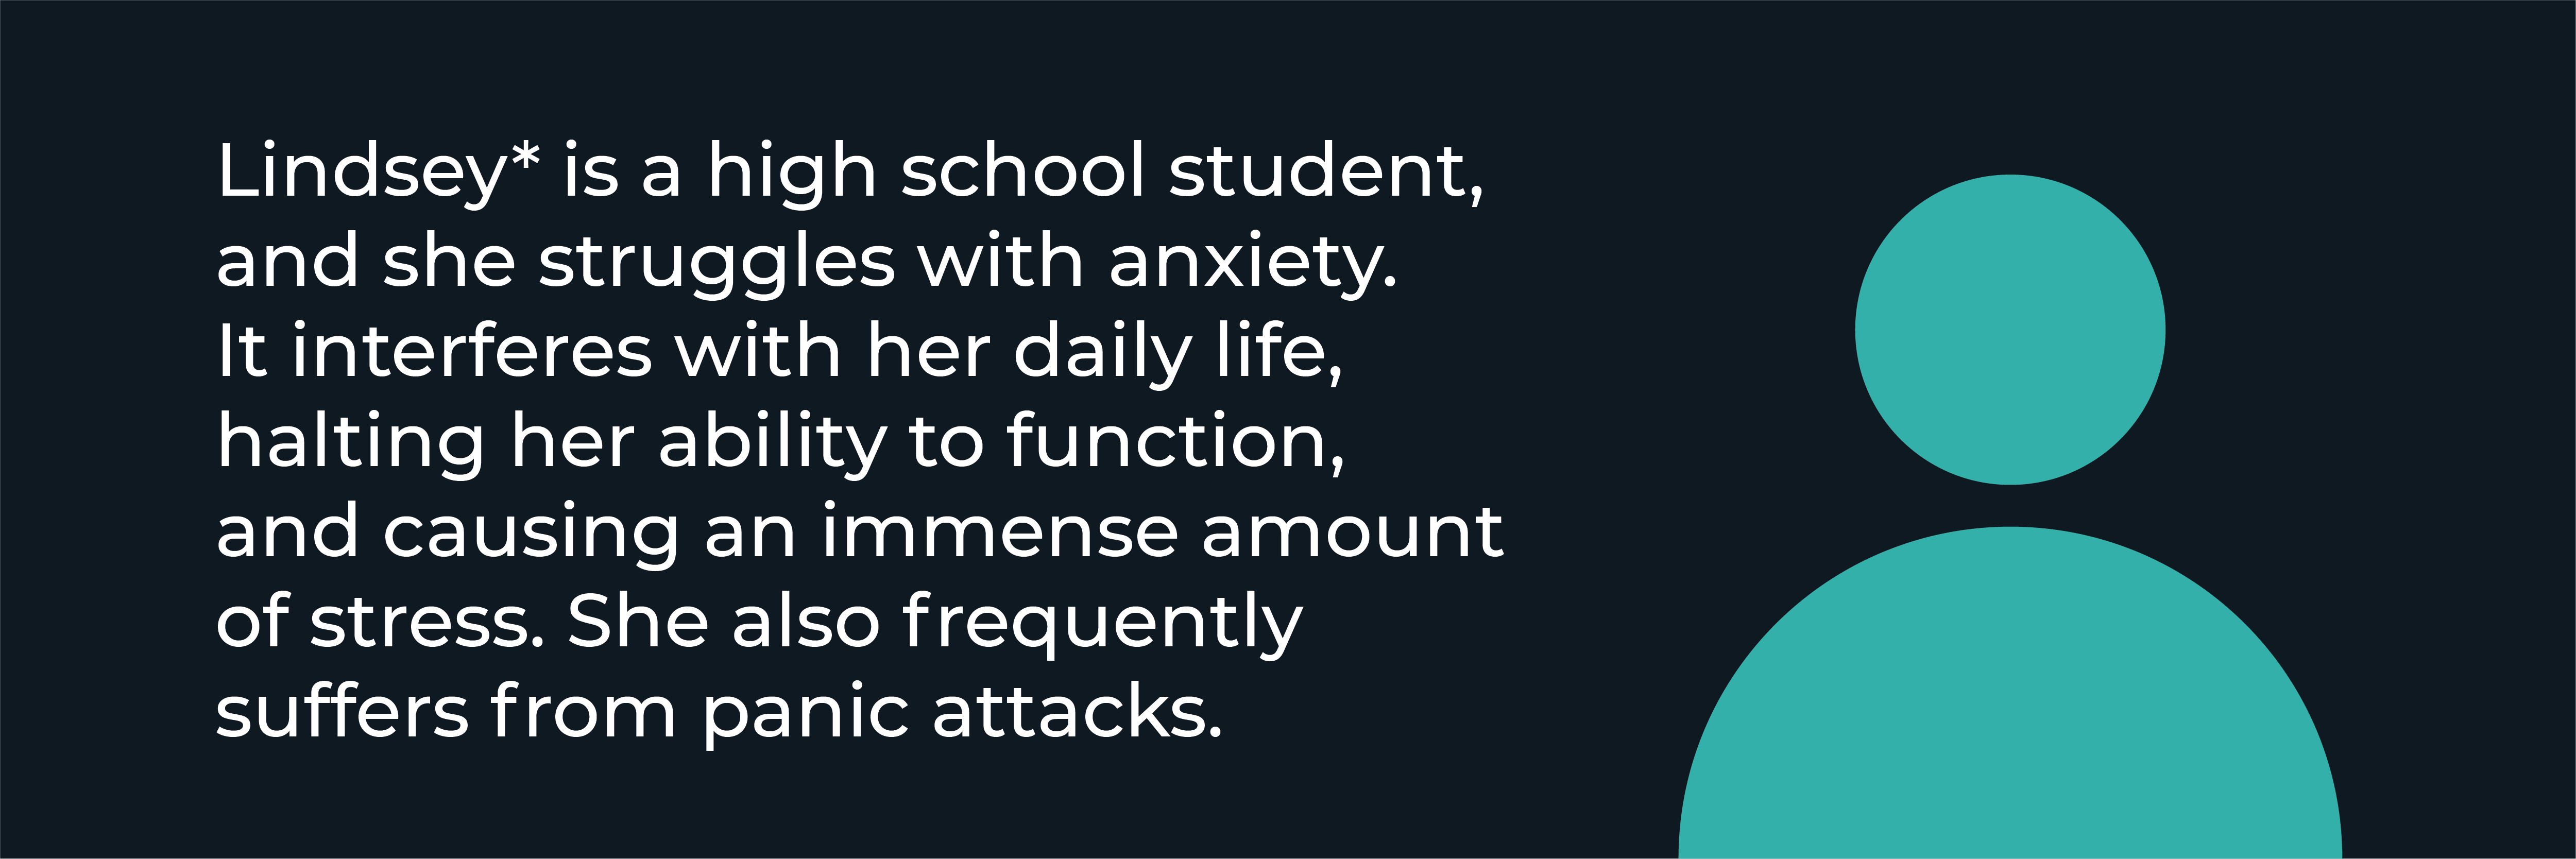 Lindsey* is a high school student,
and she struggles with anxiety.
It interferes with her daily life,
halting her ability to function,
and causing an immense amount
of stress. She also frequently
suffers from panic attacks.